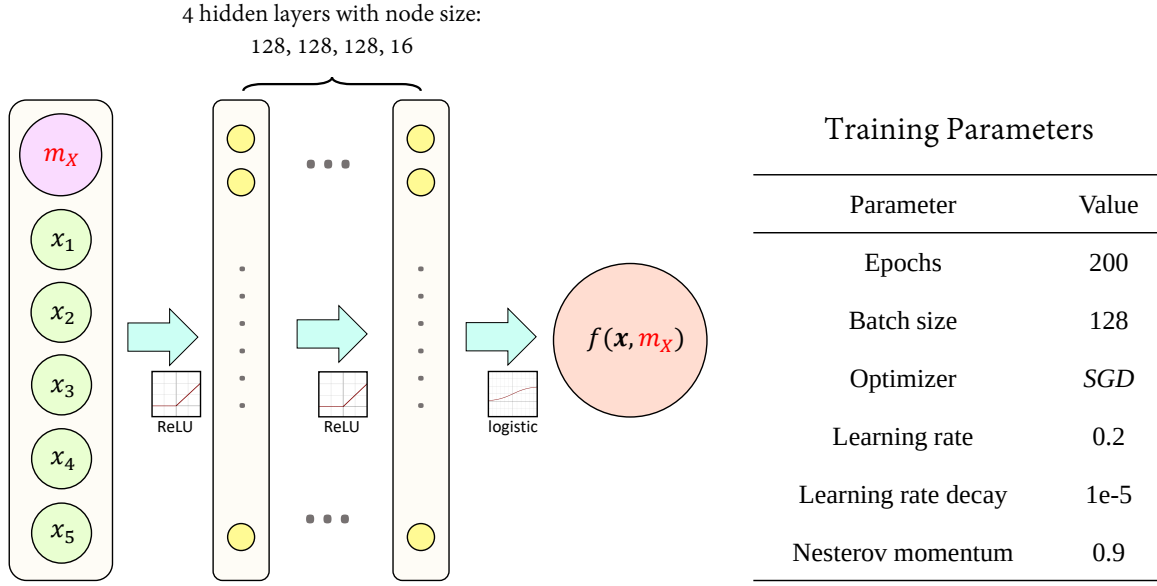 4 hidden layers with node size:
128, 128, 128, 16
m_X
x_1
x_2
x_3
x_4
x_5
ReLU
ReLU
logistic
f(x, m_X)
Training Parameters
Parameter Value
Epochs 200
Batch size 128
Optimizer SGD
Learning rate 0.2
Learning rate decay 1e-5
Nesterov momentum 0.9